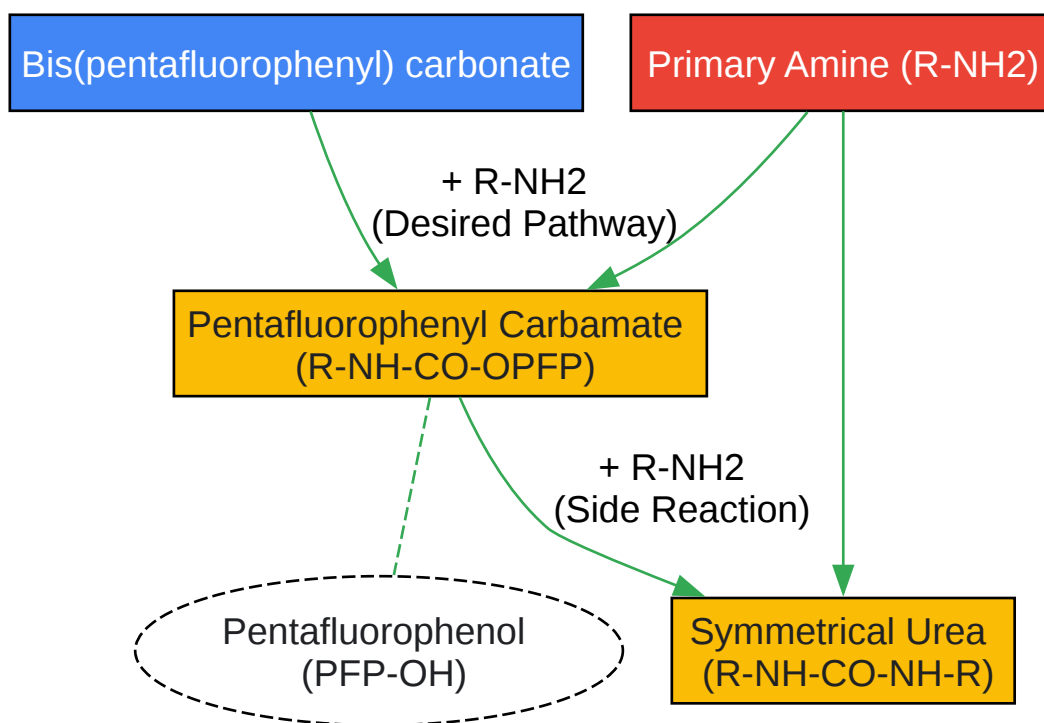 Bis(pentafluorophenyl) carbonate
Primary Amine (R-NH2)
+ R-NH2
(Desired Pathway)
Pentafluorophenyl Carbamate
(R-NH-CO-OPFP)
+ R-NH2
(Side Reaction)
Pentafluorophenol
(PFP-OH)
Symmetrical Urea
(R-NH-CO-NH-R)